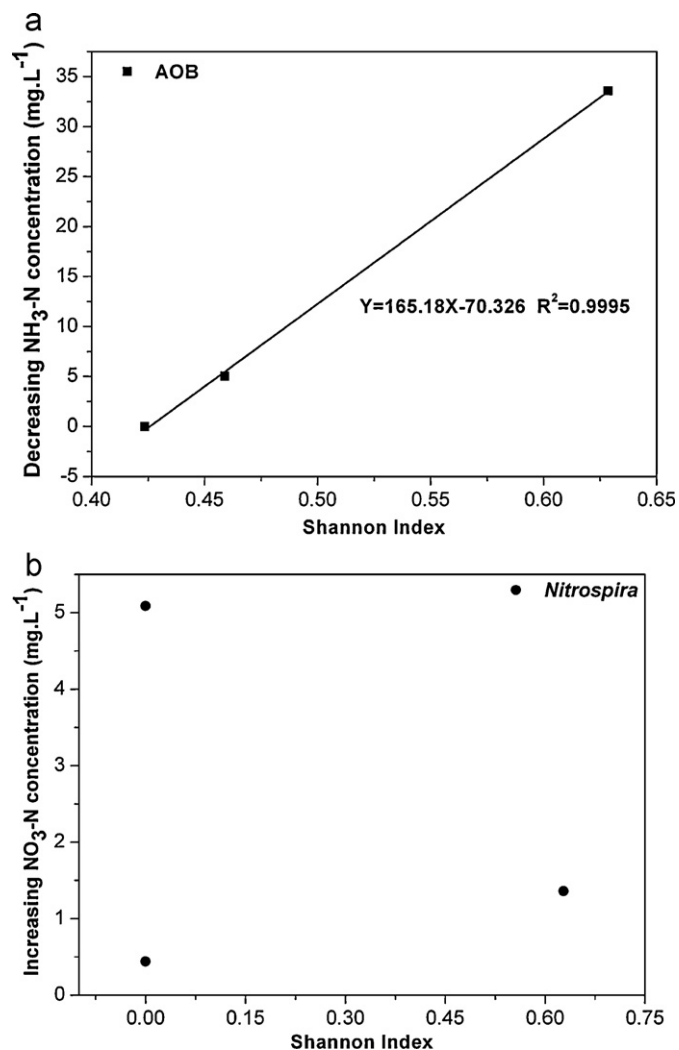 a
Decreasing NH₃-N concentration (mg.L⁻¹)
35
30
25
20
15
10
5
0
-5
AOB
Y=165.18X-70.326 R²=0.9995
0.40 0.45 0.50 0.55 0.60 0.65
Shannon Index
b
Increasing NO₃-N concentration (mg.L⁻¹)
5
4
3
2
1
0
Nitrospira
0.00 0.15 0.30 0.45 0.60 0.75
Shannon Index